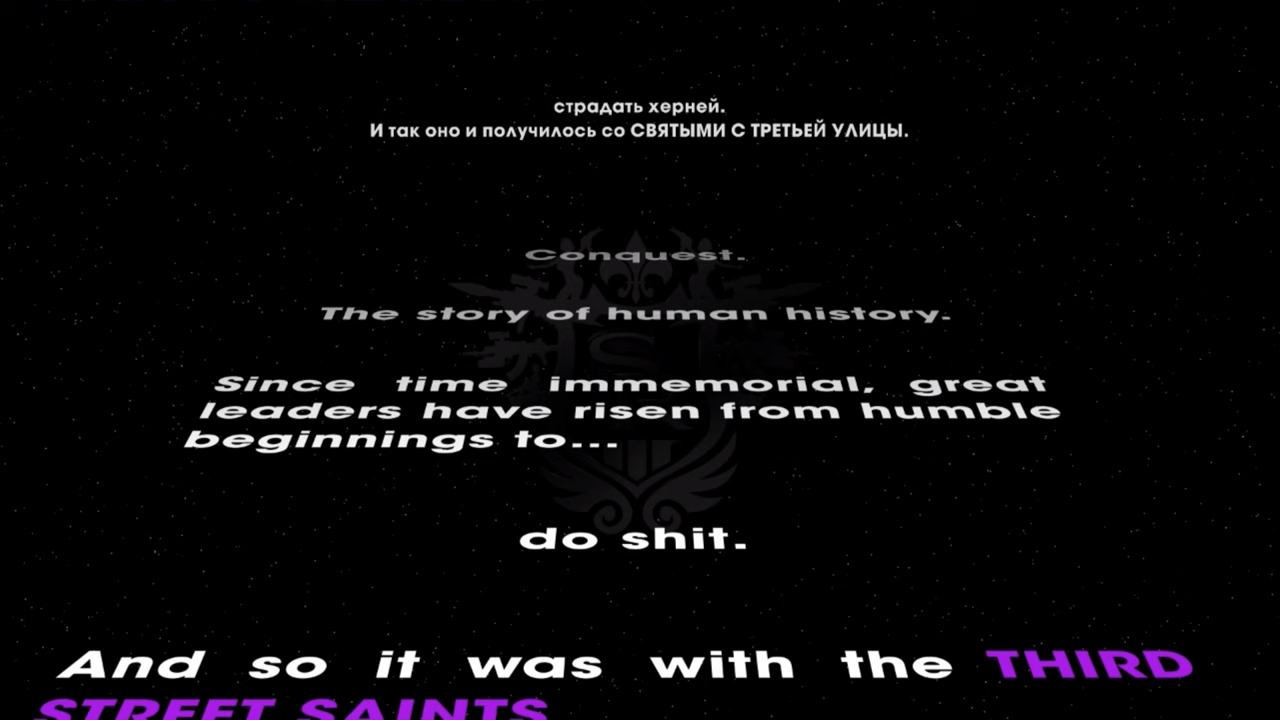 страдать херней.
И так оно и получилось со СВЯТЫМИ С ТРЕТЬЕЙ УЛИЦЫ.
Conquest.
The story of human history.
Since time immemorial, great
leaders have risen from humble
beginnings to...
do shit.
And so it was with the THIRD
STREET SAINTS